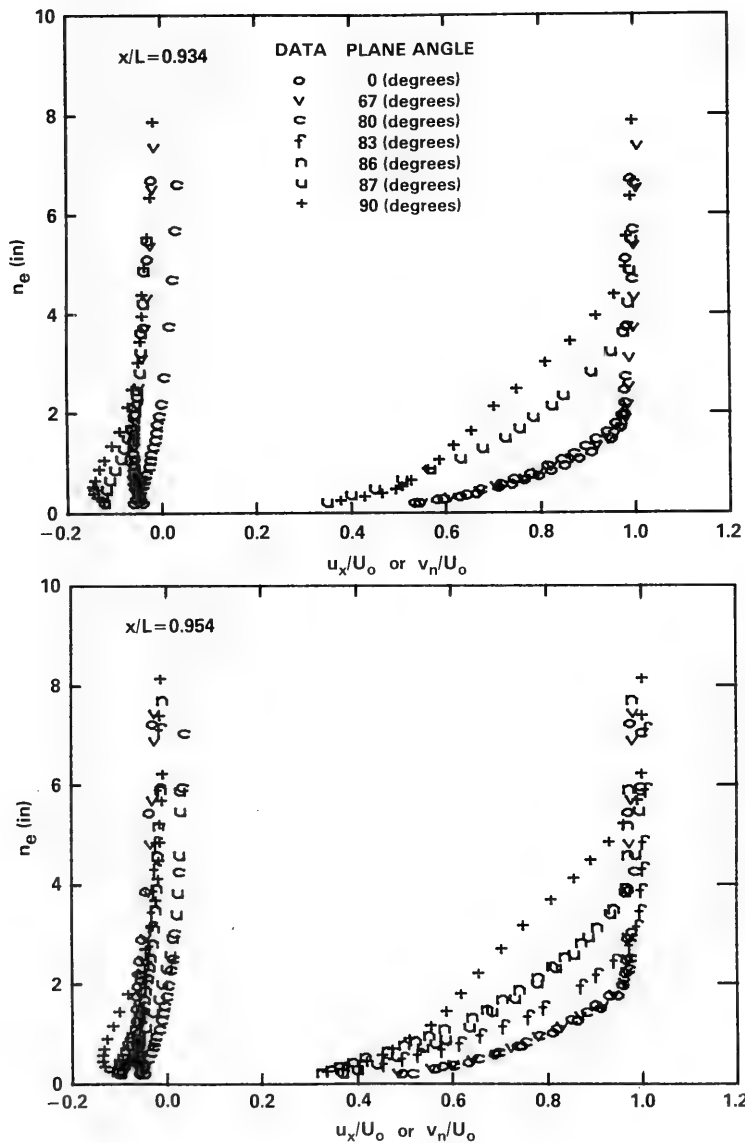 10
8
6
4
2
0
n_e (in)
x/L=0.934
DATA PLANE ANGLE
0 (degrees)
67 (degrees)
80 (degrees)
83 (degrees)
86 (degrees)
87 (degrees)
90 (degrees)
−0.2 0.0 0.2 0.4 0.6 0.8 1.0 1.2
u_x/U_o or v_n/U_o
10
8
6
4
2
0
n_e (in)
x/L=0.954
−0.2 0.0 0.2 0.4 0.6 0.8 1.0 1.2
u_x/U_o or v_n/U_o